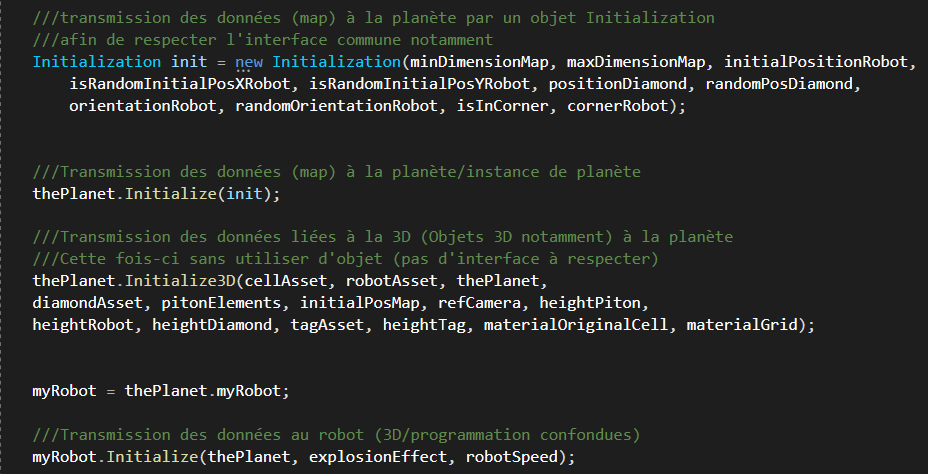 ///transmission des données (map) à la planète par un objet Initialization
///afin de respecter l'interface commune notamment
Initialization init = new Initialization(minDimensionMap, maxDimensionMap, initialPositionRobot,
isRandomInitialPosXRobot, isRandomInitialPosYRobot, positionDiamond, randomPosDiamond,
orientationRobot, randomOrientationRobot, isInCorner, cornerRobot);
///Transmission des données (map) à la planète/instance de planète
thePlanet.Initialize(init);
///Transmission des données liées à la 3D (Objets 3D notamment) à la planète
///Cette fois-ci sans utiliser d'objet (pas d'interface à respecter)
thePlanet.Initialize3D(cellAsset, robotAsset, thePlanet,
diamondAsset, pitonElements, initialPosMap, refCamera, heightPiton,
heightRobot, heightDiamond, tagAsset, heightTag, materialOriginalCell, materialGrid);
myRobot = thePlanet.myRobot;
///Transmission des données au robot (3D/programmation confondues)
myRobot.Initialize(thePlanet, explosionEffect, robotSpeed);